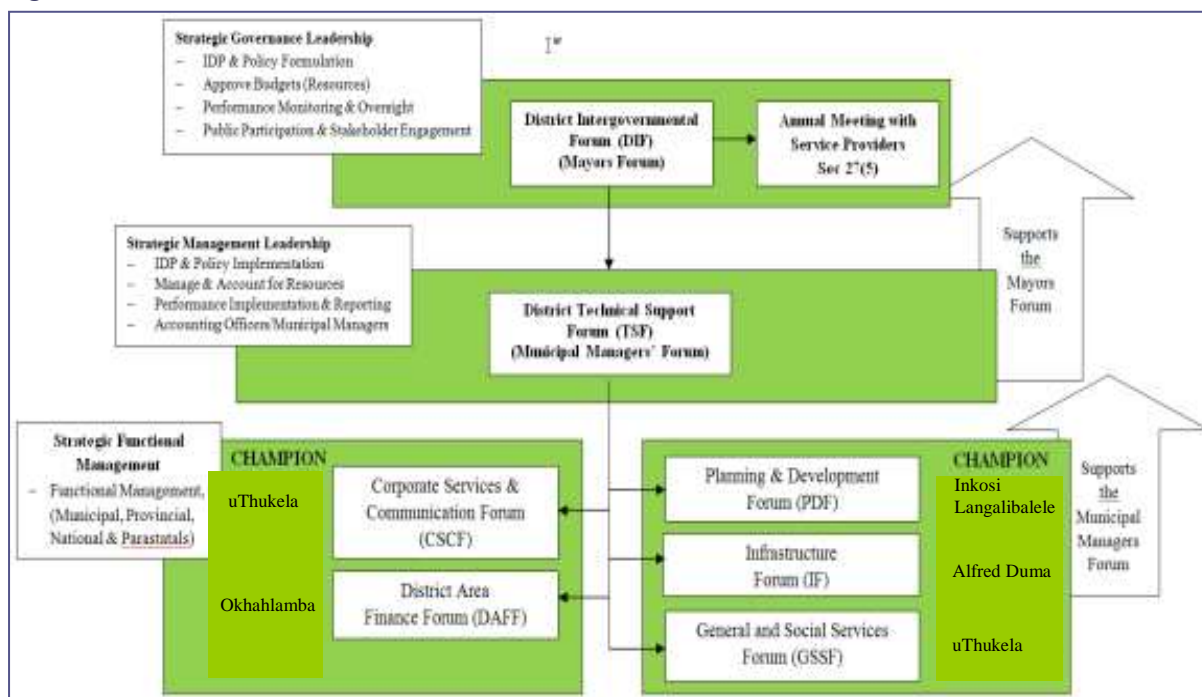 Strategic Governance Leadership
– IDP & Policy Formulation
– Approve Budgets (Resources)
– Performance Monitoring & Oversight
– Public Participation & Stakeholder Engagement
District Intergovernmental
Forum (DIF)
(Mayors Forum)
Annual Meeting with
Service Providers
Sec 27(5)
Supports
the
Mayors
Forum
Strategic Management Leadership
– IDP & Policy Implementation
– Manage & Account for Resources
– Performance Implementation & Reporting
– Accounting Officers/Municipal Managers
District Technical Support
Forum (TSF)
(Municipal Managers’ Forum)
Strategic Functional
Management
– Functional Management,
(Municipal, Provincial,
National & Parastatals)
CHAMPION
uThukela
Corporate Services &
Communication Forum
(CSCF)
Okhahlamba
District Area
Finance Forum (DAFF)
CHAMPION
Planning & Development
Forum (PDF)
Inkosi
Langalibalele
Infrastructure
Forum (IF)
Alfred Duma
General and Social Services
Forum (GSSF)
uThukela
Supports
the
Municipal
Managers
Forum